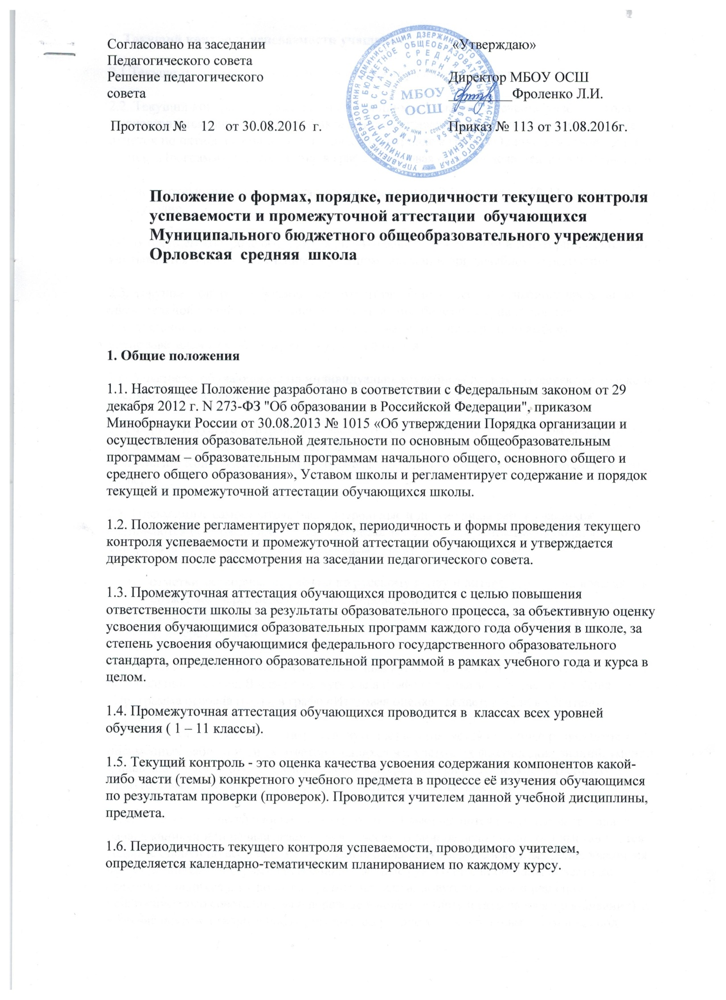 Согласовано на заседании
Педагогического совета
Решение педагогического
совета
Протокол № 12 от 30.08.2016 г.
«Утверждаю»
Директор МБОУ ОСШ
_________Фроленко Л.И.
Приказ № 113 от 31.08.2016г.
МБОУ
ОСШ
Положение о формах, порядке, периодичности текущего контроля
успеваемости и промежуточной аттестации обучающихся
Муниципального бюджетного общеобразовательного учреждения
Орловская средняя школа
1. Общие положения
1.1. Настоящее Положение разработано в соответствии с Федеральным законом от 29
декабря 2012 г. N 273-ФЗ "Об образовании в Российской Федерации", приказом
Минобрнауки России от 30.08.2013 № 1015 «Об утверждении Порядка организации и
осуществления образовательной деятельности по основным общеобразовательным
программам – образовательным программам начального общего, основного общего и
среднего общего образования», Уставом школы и регламентирует содержание и порядок
текущей и промежуточной аттестации обучающихся школы.
1.2. Положение регламентирует порядок, периодичность и формы проведения текущего
контроля успеваемости и промежуточной аттестации обучающихся и утверждается
директором после рассмотрения на заседании педагогического совета.
1.3. Промежуточная аттестация обучающихся проводится с целью повышения
ответственности школы за результаты образовательного процесса, за объективную оценку
усвоения обучающимися образовательных программ каждого года обучения в школе, за
степень усвоения обучающимися федерального государственного образовательного
стандарта, определенного образовательной программой в рамках учебного года и курса в
целом.
1.4. Промежуточная аттестация обучающихся проводится в классах всех уровней
обучения ( 1 – 11 классы).
1.5. Текущий контроль - это оценка качества усвоения содержания компонентов какой-
либо части (темы) конкретного учебного предмета в процессе её изучения обучающимся
по результатам проверки (проверок). Проводится учителем данной учебной дисциплины,
предмета.
1.6. Периодичность текущего контроля успеваемости, проводимого учителем,
определяется календарно-тематическим планированием по каждому курсу.